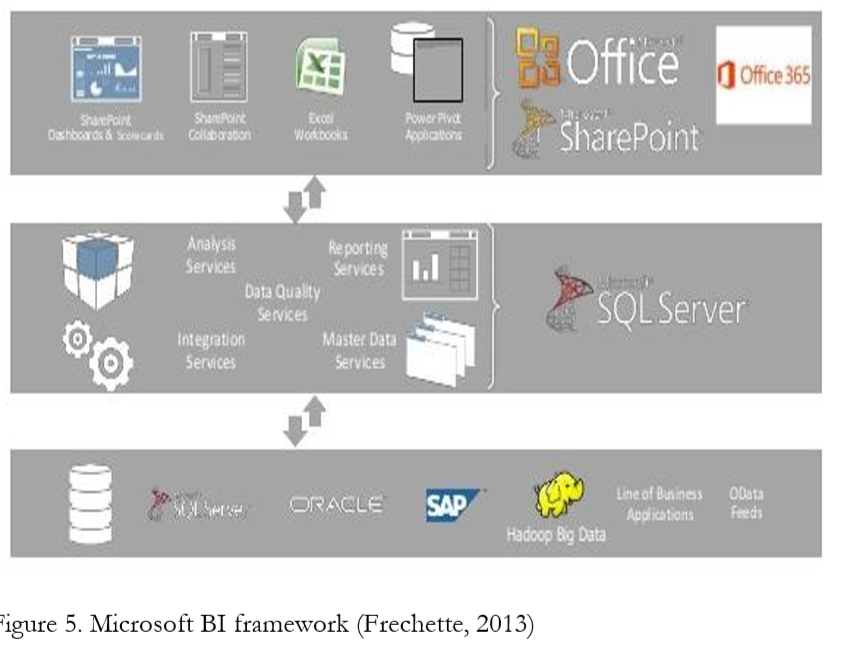 SharePoint
Dashboards & Scorecards
SharePoint
Collaboration
Excel
Workbooks
Power Pivot
Applications
Office
SharePoint
Office 365
Analysis
Services
Reporting
Services
Data Quality
Services
Integration
Services
Master Data
Services
SQL Server
SQL Server
ORACLE
SAP
Hadoop Big Data
Line of Business
Applications
OData
Feeds
Figure 5. Microsoft BI framework (Frechette, 2013)